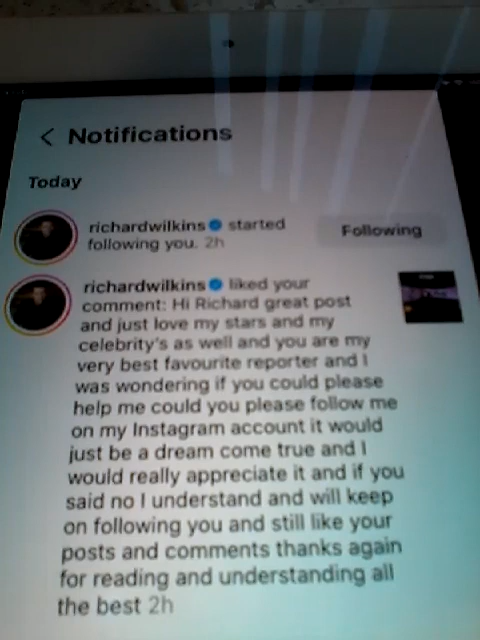 Notifications
Today
richardwilkins started
following you. 2h
Following
richardwilkins liked your
comment: Hi Richard great post
and just love my stars and my
celebrity's as well and you are my
very best favourite reporter and I
was wondering if you could please
help me could you please follow me
on my Instagram account it would
just be a dream come true and I
would really appreciate it and if you
said no I understand and will keep
on following you and still like your
posts and comments thanks again
for reading and understanding all
the best 2h